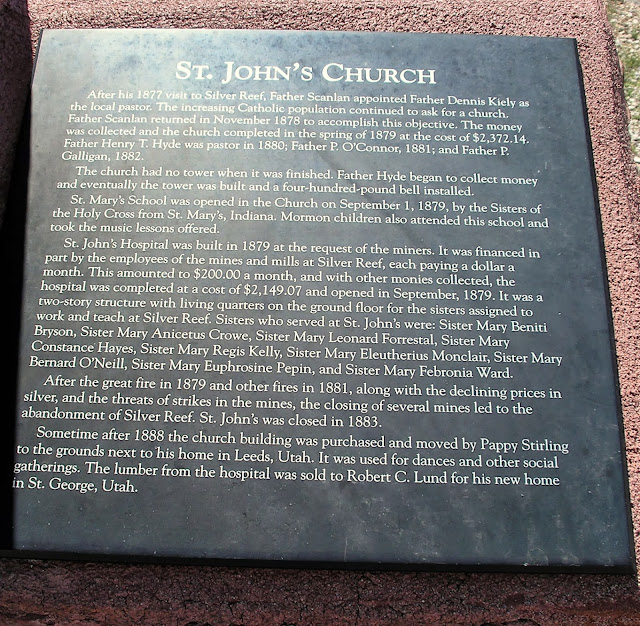 ST. JOHN'S CHURCH
After his 1877 visit to Silver Reef, Father Scanlan appointed Father Dennis Kiely as
the local pastor. The increasing Catholic population continued to ask for a church.
Father Scanlan returned in November 1878 to accomplish this objective. The money
was collected and the church completed in the spring of 1879 at the cost of $2,372.14.
Father Henry T. Hyde was pastor in 1880; Father P. O'Connor, 1881; and Father P.
Galligan, 1882.
The church had no tower when it was finished. Father Hyde began to collect money
and eventually the tower was built and a four-hundred-pound bell installed.
St. Mary's School was opened in the Church on September 1, 1879, by the Sisters of
the Holy Cross from St. Mary's, Indiana. Mormon children also attended this school and
took the music lessons offered.
St. John's Hospital was built in 1879 at the request of the miners. It was financed in
part by the employees of the mines and mills at Silver Reef, each paying a dollar a
month. This amounted to $200.00 a month, and with other monies collected, the
hospital was completed at a cost of $2,149.07 and opened in September, 1879. It was a
two-story structure with living quarters on the ground floor for the sisters assigned to
work and teach at Silver Reef. Sisters who served at St. John's were: Sister Mary Beniti
Bryson, Sister Mary Anicetus Crowe, Sister Mary Leonard Forrestal, Sister Mary
Constance Hayes, Sister Mary Regis Kelly, Sister Mary Eleutherius Monclair, Sister Mary
Bernard O'Neill, Sister Mary Euphrosine Pepin, and Sister Mary Febronia Ward.
After the great fire in 1879 and other fires in 1881, along with the declining prices in
silver, and the threats of strikes in the mines, the closing of several mines led to the
abandonment of Silver Reef. St. John's was closed in 1883.
Sometime after 1888 the church building was purchased and moved by Pappy Stirling
to the grounds next to his home in Leeds, Utah. It was used for dances and other social
gatherings. The lumber from the hospital was sold to Robert C. Lund for his new home
in St. George, Utah.